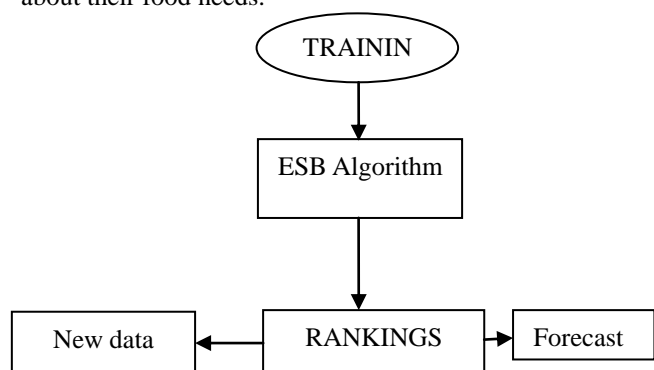 about their food needs.
TRAININ
ESB Algorithm
New data
RANKINGS
Forecast